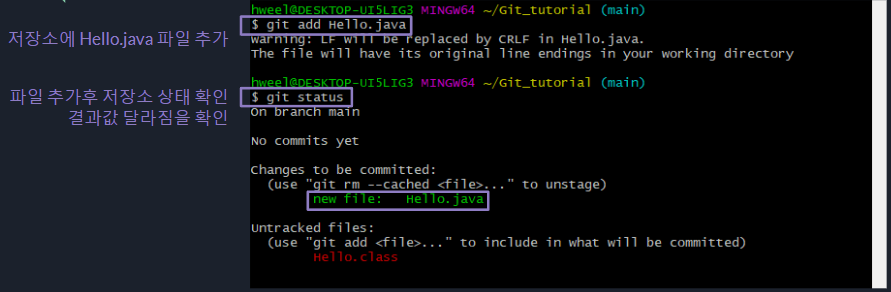 저장소에 Hello.java 파일 추가
파일 추가후 저장소 상태 확인
결과값 달라짐을 확인
hweel@DESKTOP-UI5LIG3 MINGW64 ~/Git_tutorial (main)
$ git add Hello.java
warning: LF will be replaced by CRLF in Hello.java.
The file will have its original line endings in your working directory
hweel@DESKTOP-UI5LIG3 MINGW64 ~/Git_tutorial (main)
$ git status
On branch main
No commits yet
Changes to be committed:
(use "git rm --cached <file>..." to unstage)
new file: Hello.java
Untracked files:
(use "git add <file>..." to include in what will be committed)
Hello.class